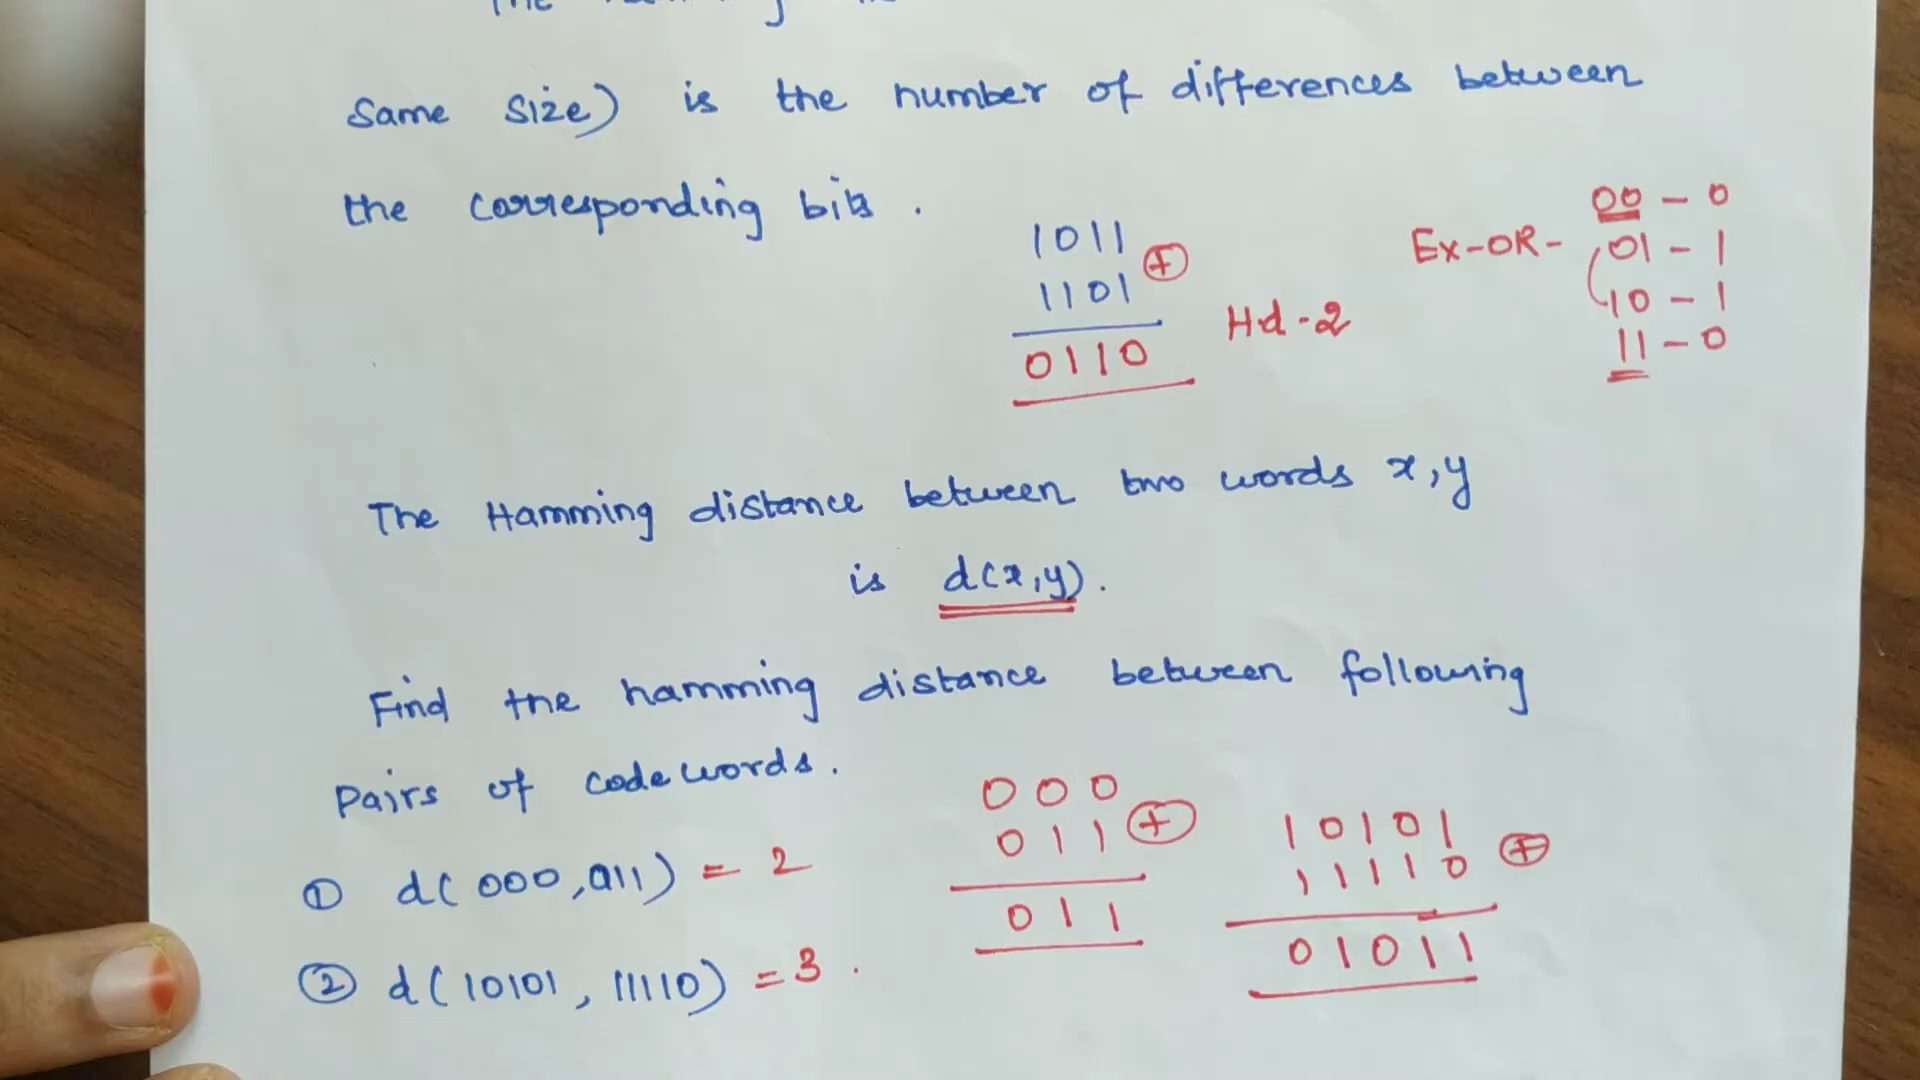 Same Size) is the number of differences between
the corresponding bits.
1011
1101 ⊕
0110
Hd-2
Ex-OR-
00 - 0
01 - 1
10 - 1
11 - 0
The Hamming distance between two words x,y
is d(x,y).
Find the hamming distance between following
Pairs of codewords.
① d(000,011) = 2
000
011 ⊕
011
② d(10101, 11110) = 3.
10101
11110 ⊕
01011